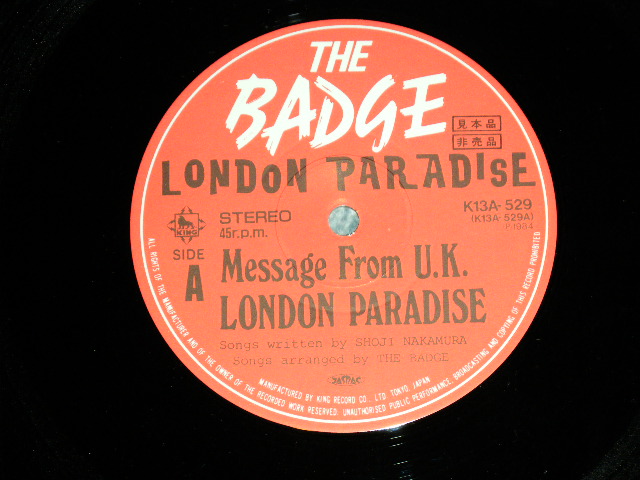 THE
BADGE
見本品
非売品
LONDON PARADISE
KING
STEREO
45r.p.m.
K13A-529
(K13A-529A)
P.1984
SIDE
A
Message From U.K.
LONDON PARADISE
Songs written by SHOJI NAKAMURA
Songs arranged by THE BADGE
MANUFACTURED BY KING RECORD CO., LTD. TOKYO, JAPAN
ALL RIGHTS OF THE MANUFACTURER AND OF THE OWNER OF THE RECORDED WORK RESERVED. UNAUTHORISED PUBLIC PERFORMANCE, BROADCASTING AND COPYING OF THIS RECORD PROHIBITED